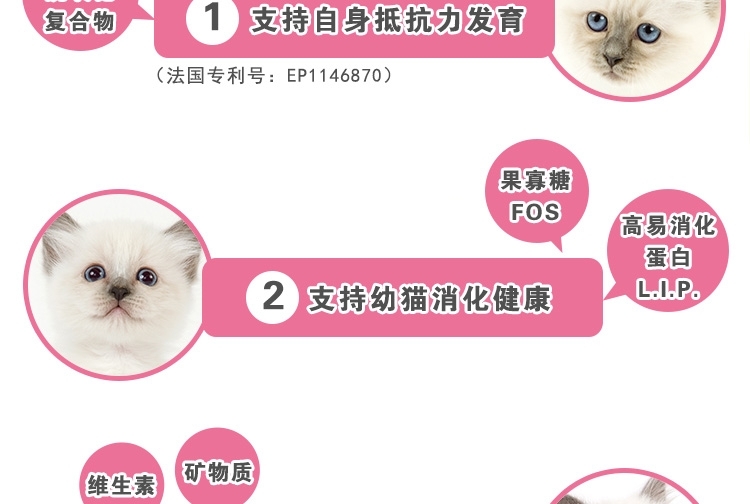 复合物
1 支持自身抵抗力发育
（法国专利号：EP1146870）
果寡糖
FOS
高易消化
蛋白
L.I.P.
2 支持幼猫消化健康
矿物质
维生素